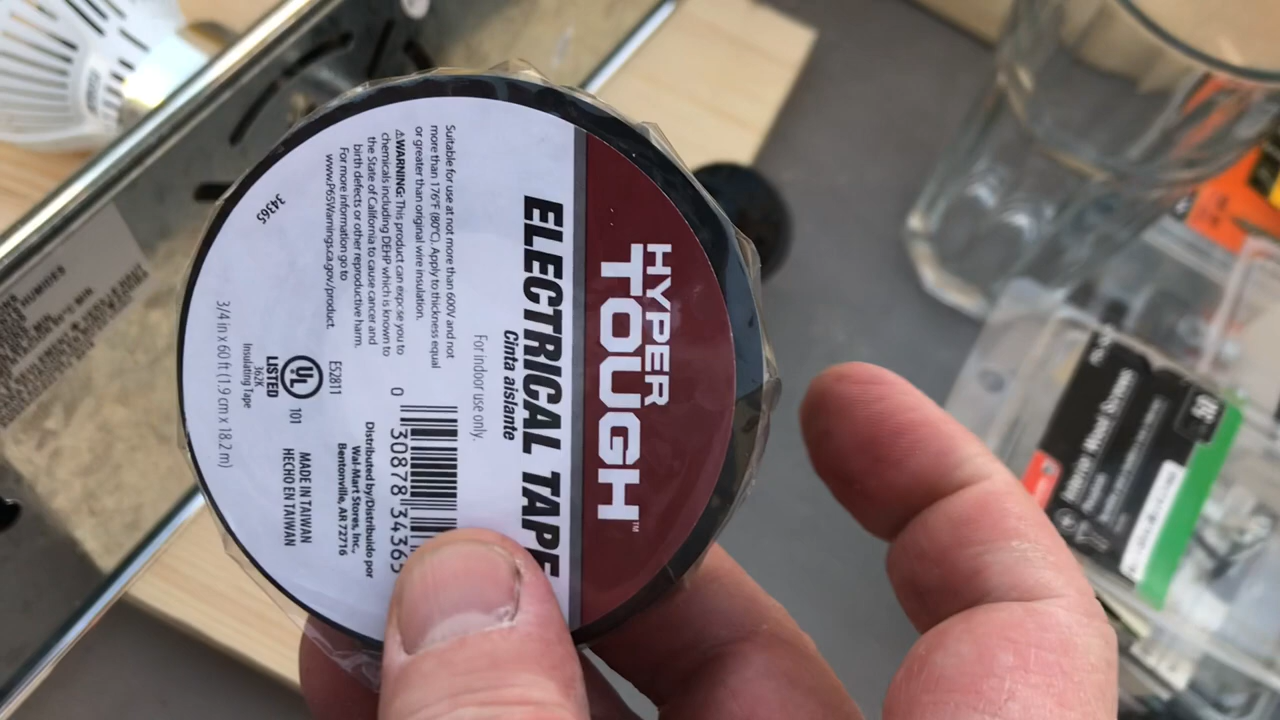 HYPER
TOUGH™
ELECTRICAL TAPE
Cinta aislante
For indoor use only.
Suitable for use at not more than 600V and not
more than 176°F (80°C). Apply to thickness equal
or greater than original wire insulation.
⚠WARNING: This product can expose you to
chemicals including DEHP which is known to
the State of California to cause cancer and
birth defects or other reproductive harm.
For more information go to
www.P65Warnings.ca.gov/product.
34365
0 30878 34365
E52811
UL
101
LISTED
362K
Insulating Tape
3/4 in x 60 ft (1.9 cm x 18.2 m)
Distributed by/Distribuido por
Wal-Mart Stores, Inc.,
Bentonville, AR 72716
MADE IN TAIWAN
HECHO EN TAIWAN
50